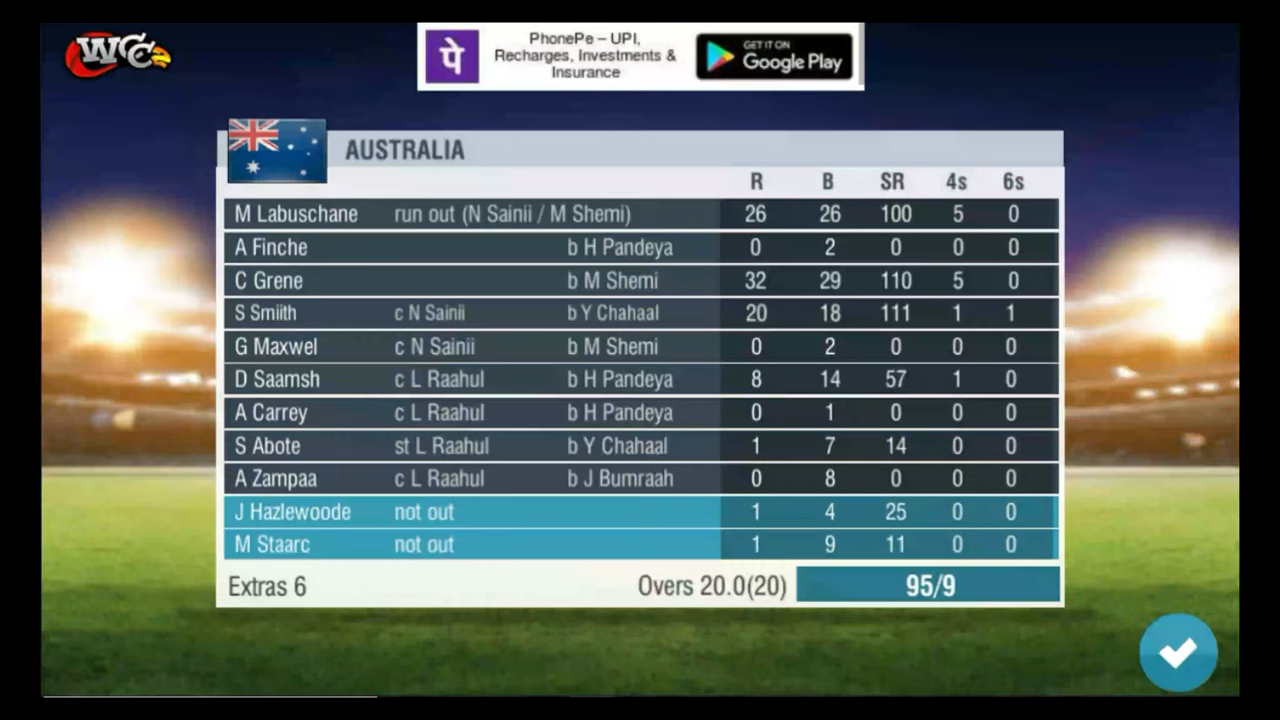 WCC
पे
PhonePe – UPI,
Recharges, Investments &
Insurance
GET IT ON
Google Play
AUSTRALIA
R B SR 4s 6s
M Labuschane run out (N Sainii / M Shemi) 26 26 100 5 0
A Finche b H Pandeya 0 2 0 0 0
C Grene b M Shemi 32 29 110 5 0
S Smiith c N Sainii b Y Chahaal 20 18 111 1 1
G Maxwel c N Sainii b M Shemi 0 2 0 0 0
D Saamsh c L Raahul b H Pandeya 8 14 57 1 0
A Carrey c L Raahul b H Pandeya 0 1 0 0 0
S Abote st L Raahul b Y Chahaal 1 7 14 0 0
A Zampaa c L Raahul b J Bumraah 0 8 0 0 0
J Hazlewoode not out 1 4 25 0 0
M Staarc not out 1 9 11 0 0
Extras 6 Overs 20.0(20) 95/9